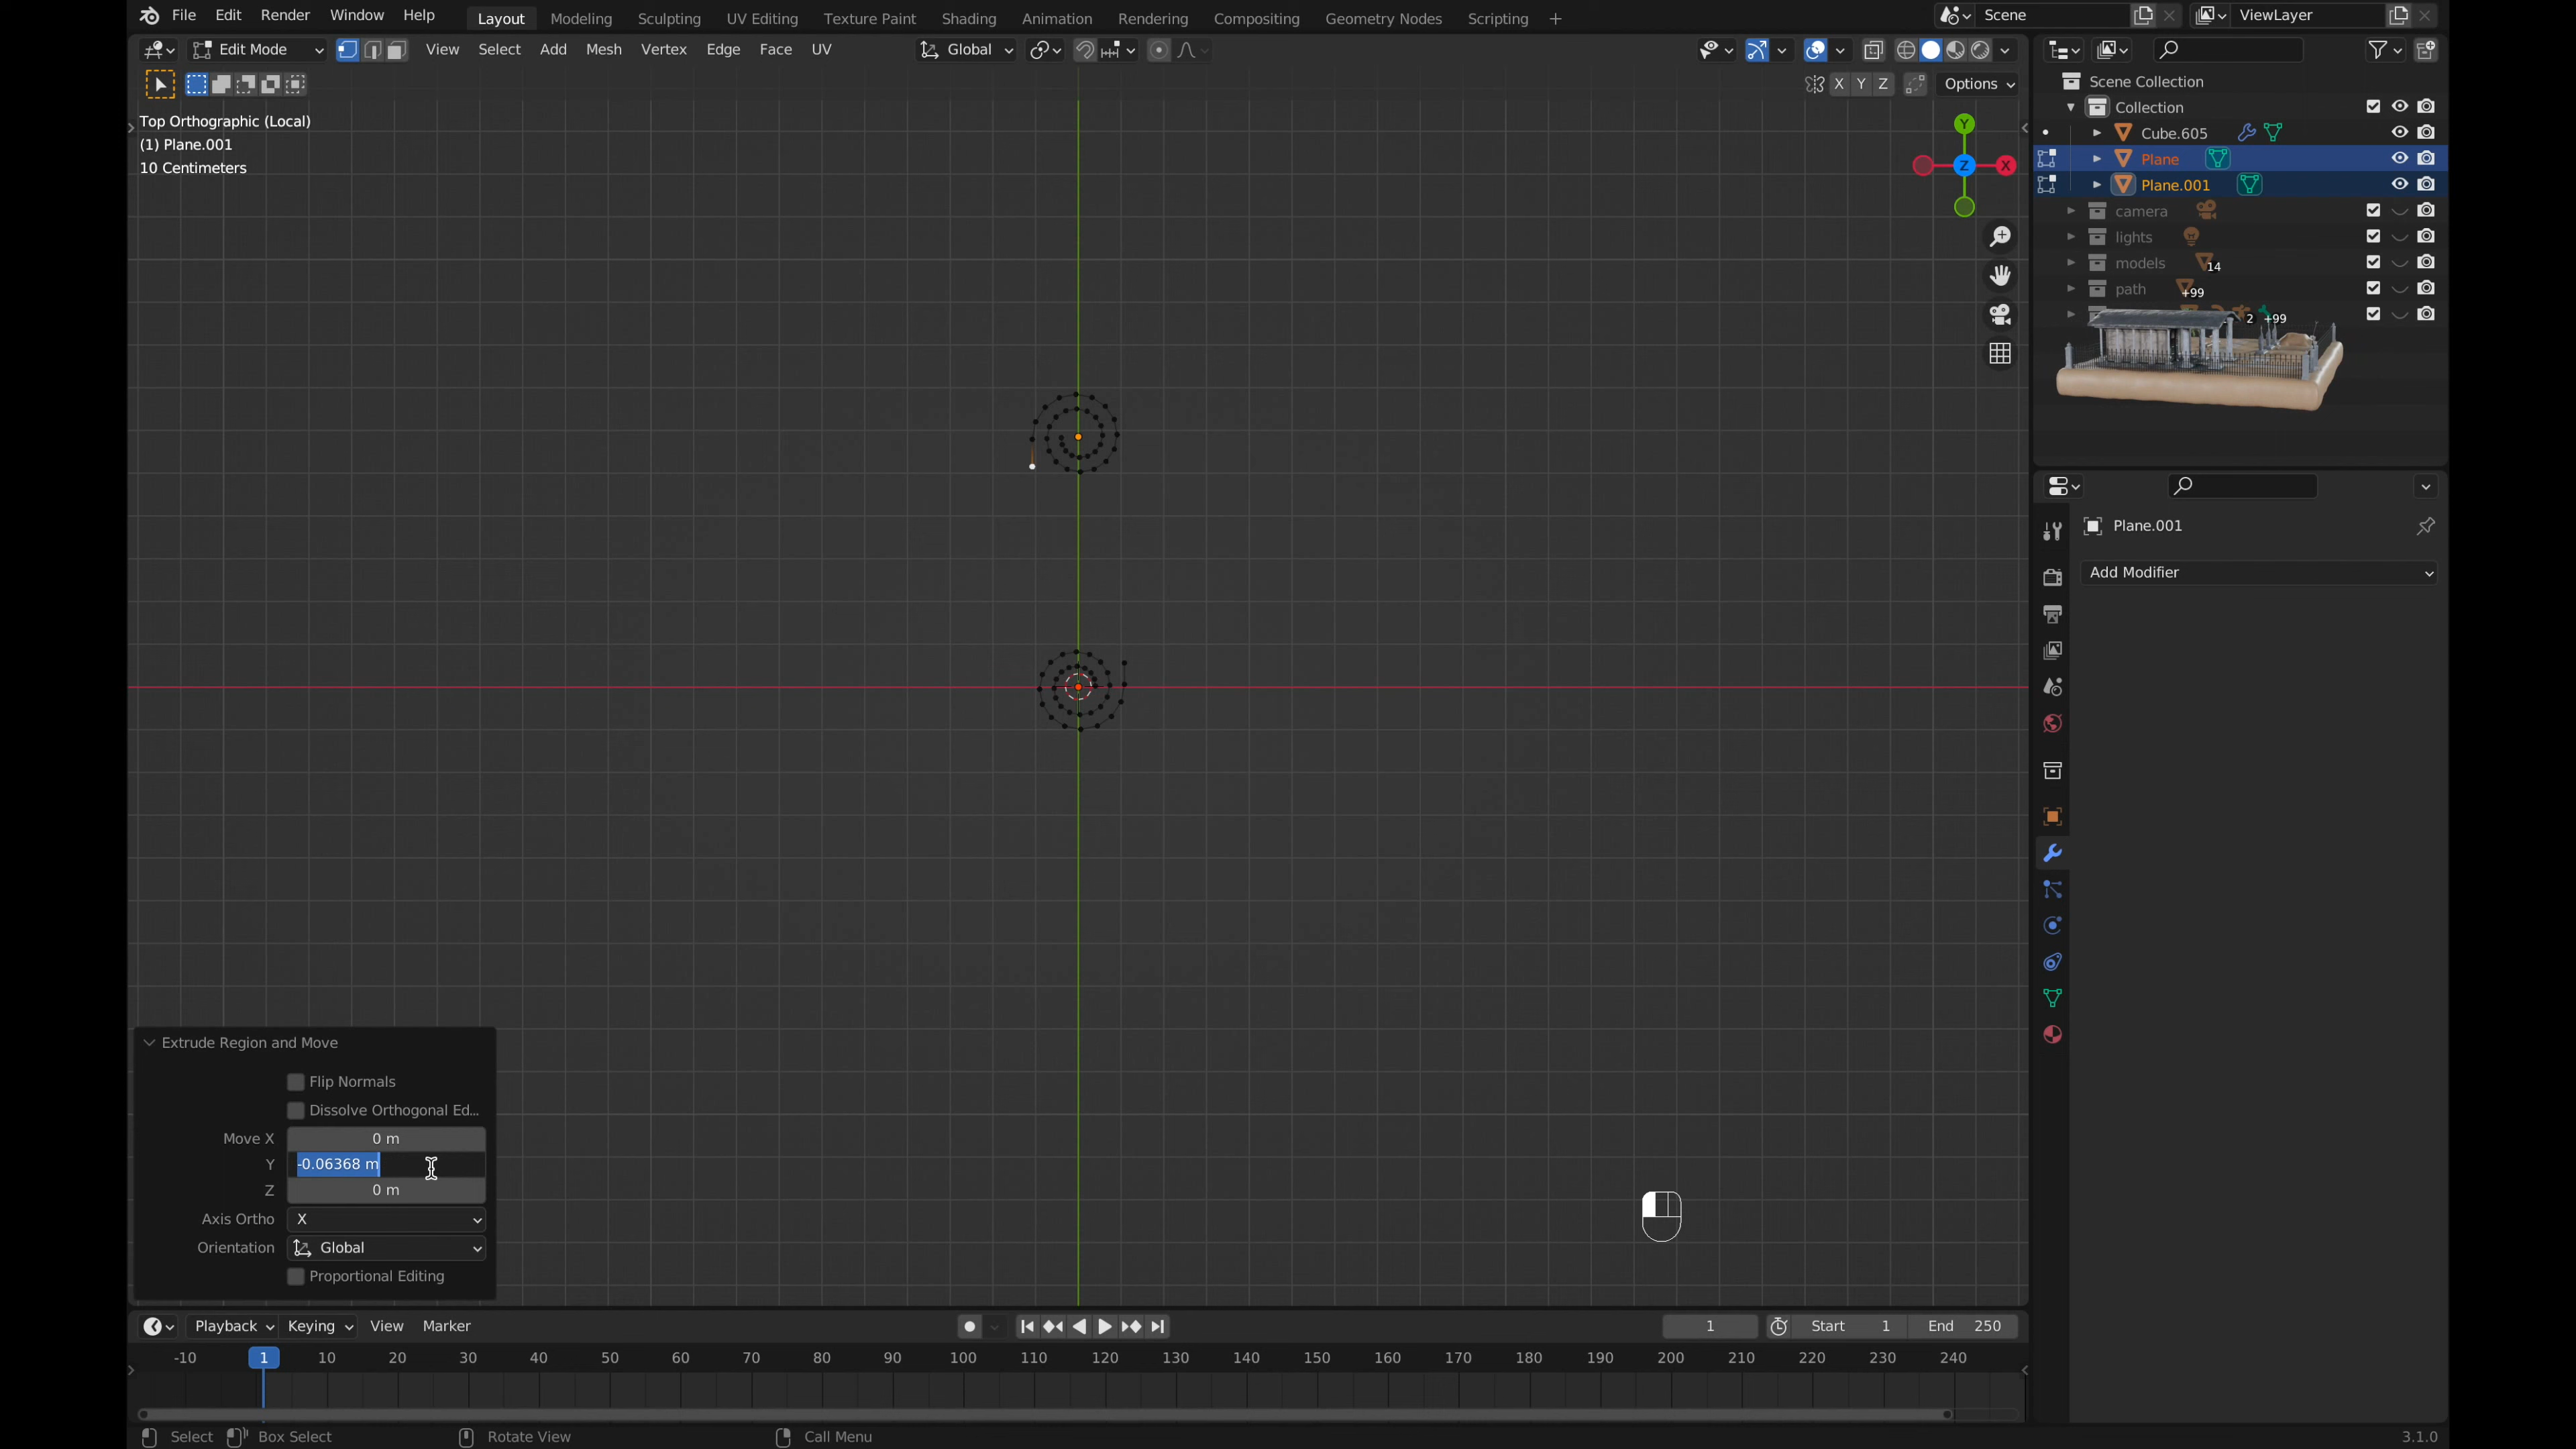 File Edit Render Window Help Layout Modeling Sculpting UV Editing Texture Paint Shading Animation Rendering Compositing Geometry Nodes Scripting + Scene ViewLayer
Edit Mode View Select Add Mesh Vertex Edge Face UV Global
X Y Z Options
Top Orthographic (Local)
(1) Plane.001
10 Centimeters
Y
Z X
Scene Collection
Collection
Cube.605
Plane
Plane.001
camera
lights
models 14
path +99
2 +99
Plane.001
Add Modifier
Extrude Region and Move
Flip Normals
Dissolve Orthogonal Ed...
Move X 0 m
Y -0.06368 m
Z 0 m
Axis Ortho X
Orientation Global
Proportional Editing
Playback Keying View Marker 1 Start 1 End 250
-10 1 10 20 30 40 50 60 70 80 90 100 110 120 130 140 150 160 170 180 190 200 210 220 230 240
Select Box Select Rotate View Call Menu 3.1.0